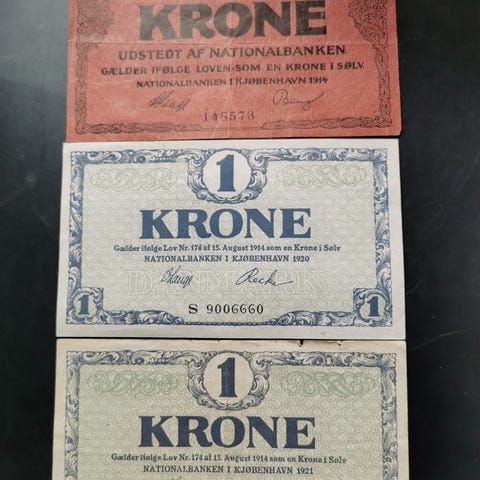 KRONE
UDSTEDT AF NATIONALBANKEN
GÆLDER IFØLGE LOVEN SOM EN KRONE I SØLV.
NATIONALBANKEN I KJØBENHAVN 1914
146573
1
KRONE
Gælder ifølge Lov Nr. 174 af 15. August 1914 som en Krone i Sølv
NATIONALBANKEN I KJØBENHAVN 1920
DANMARK
S 9006660
1
1
1
KRONE
Gælder ifølge Lov Nr. 174 af 15. August 1914 som en Krone i Sølv
NATIONALBANKEN I KJØBENHAVN 1921